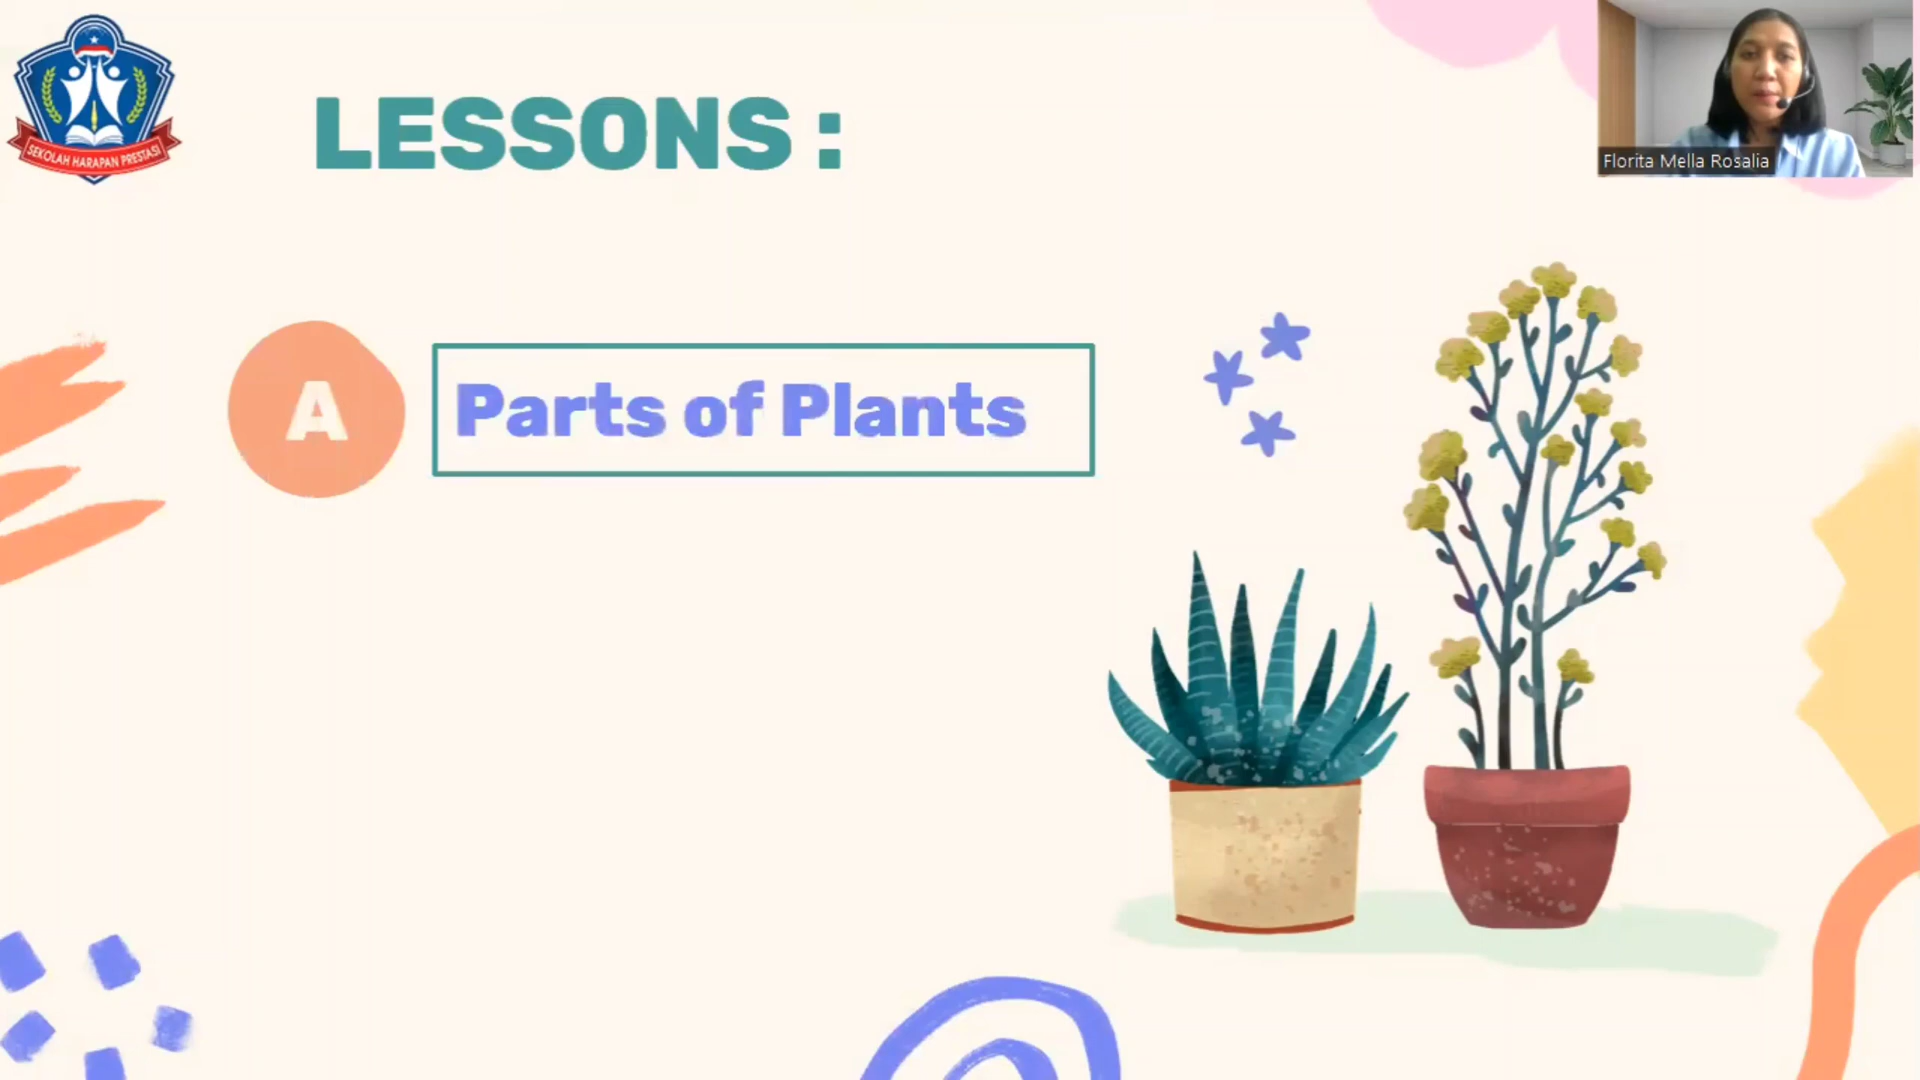 SEKOLAH HARAPAN PRESTASI
LESSONS :
Florita Mella Rosalia
A
Parts of Plants